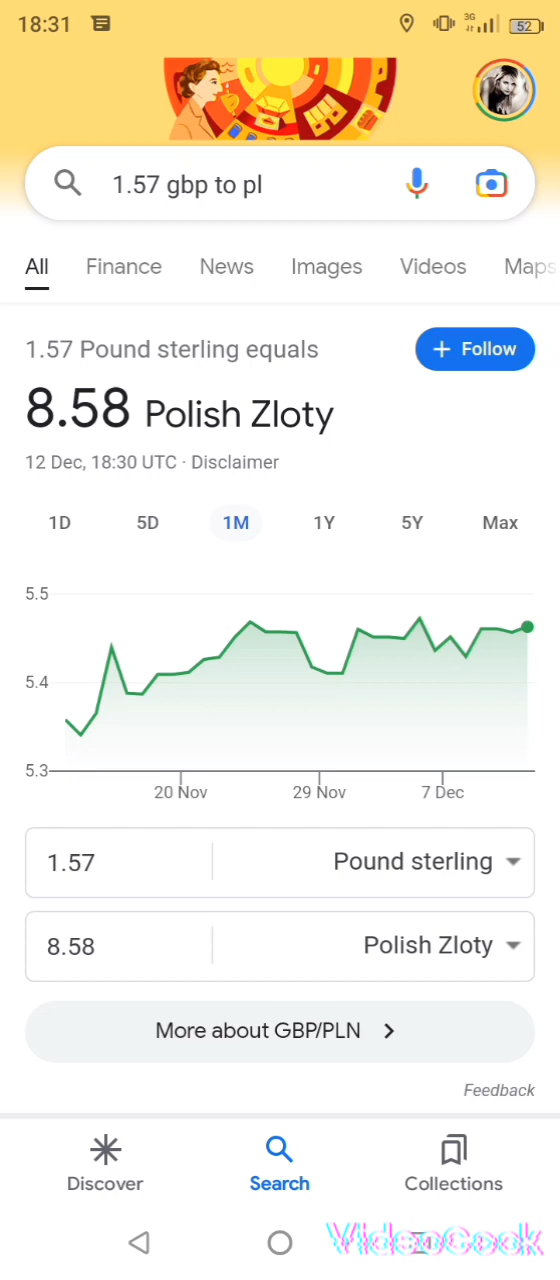 18:31
3G
52
1.57 gbp to pl
All Finance News Images Videos Maps
1.57 Pound sterling equals
+ Follow
8.58 Polish Zloty
12 Dec, 18:30 UTC · Disclaimer
1D 5D 1M 1Y 5Y Max
5.5
5.4
5.3
20 Nov 29 Nov 7 Dec
1.57 Pound sterling
8.58 Polish Zloty
More about GBP/PLN
Feedback
Discover Search Collections
VideoCook